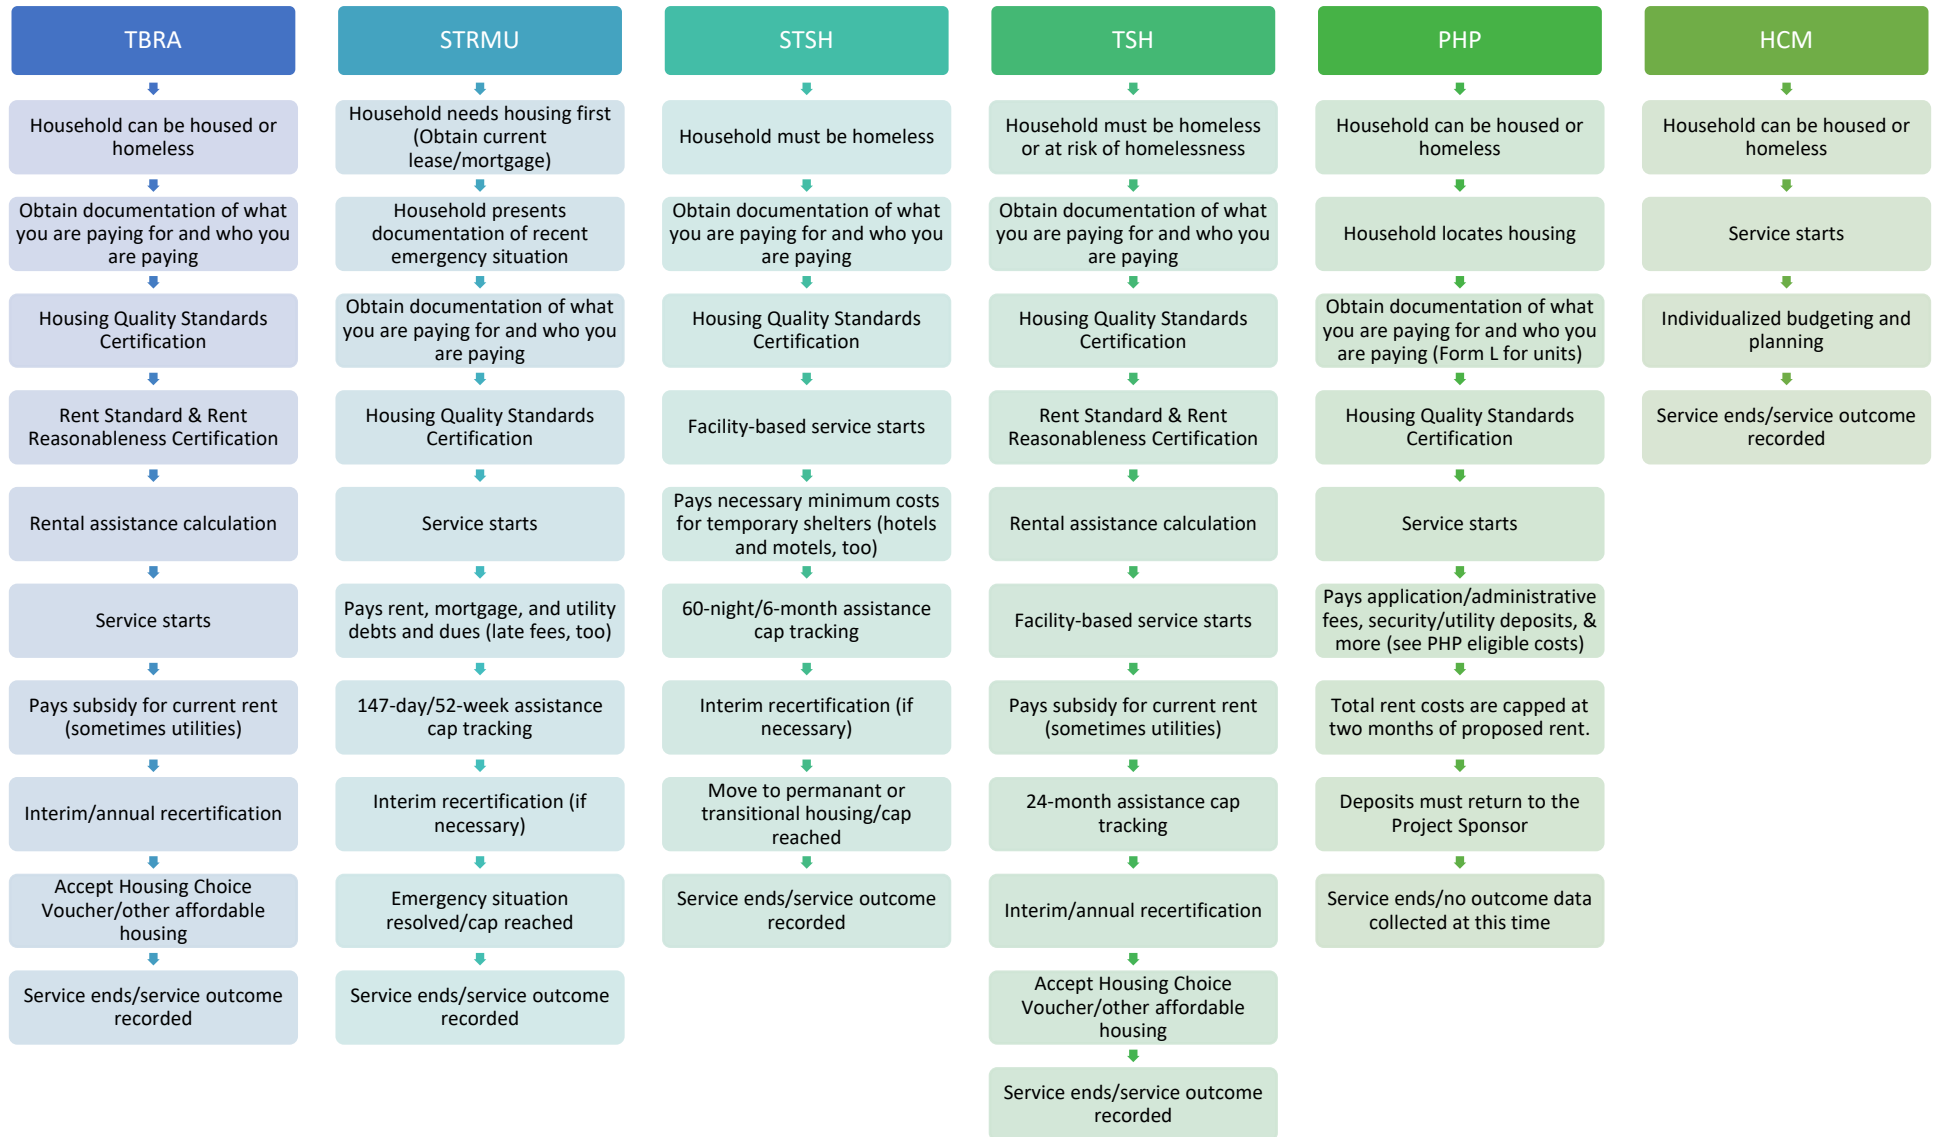 TBRA
Household can be housed or
homeless
Obtain documentation of what
you are paying for and who you
are paying
Housing Quality Standards
Certification
Rent Standard & Rent
Reasonableness Certification
Rental assistance calculation
Service starts
Pays subsidy for current rent
(sometimes utilities)
Interim/annual recertification
Accept Housing Choice
Voucher/other affordable
housing
Service ends/service outcome
recorded
STRMU
Household needs housing first
(Obtain current
lease/mortgage)
Household presents
documentation of recent
emergency situation
Obtain documentation of what
you are paying for and who you
are paying
Housing Quality Standards
Certification
Service starts
Pays rent, mortgage, and utility
debts and dues (late fees, too)
147-day/52-week assistance
cap tracking
Interim recertification (if
necessary)
Emergency situation
resolved/cap reached
Service ends/service outcome
recorded
STSH
Household must be homeless
Obtain documentation of what
you are paying for and who you
are paying
Housing Quality Standards
Certification
Facility-based service starts
Pays necessary minimum costs
for temporary shelters (hotels
and motels, too)
60-night/6-month assistance
cap tracking
Interim recertification (if
necessary)
Move to permanant or
transitional housing/cap
reached
Service ends/service outcome
recorded
TSH
Household must be homeless
or at risk of homelessness
Obtain documentation of what
you are paying for and who you
are paying
Housing Quality Standards
Certification
Rent Standard & Rent
Reasonableness Certification
Rental assistance calculation
Facility-based service starts
Pays subsidy for current rent
(sometimes utilities)
24-month assistance cap
tracking
Interim/annual recertification
Accept Housing Choice
Voucher/other affordable
housing
Service ends/service outcome
recorded
PHP
Household can be housed or
homeless
Household locates housing
Obtain documentation of what
you are paying for and who you
are paying (Form L for units)
Housing Quality Standards
Certification
Service starts
Pays application/administrative
fees, security/utility deposits, &
more (see PHP eligible costs)
Total rent costs are capped at
two months of proposed rent.
Deposits must return to the
Project Sponsor
Service ends/no outcome data
collected at this time
HCM
Household can be housed or
homeless
Service starts
Individualized budgeting and
planning
Service ends/service outcome
recorded